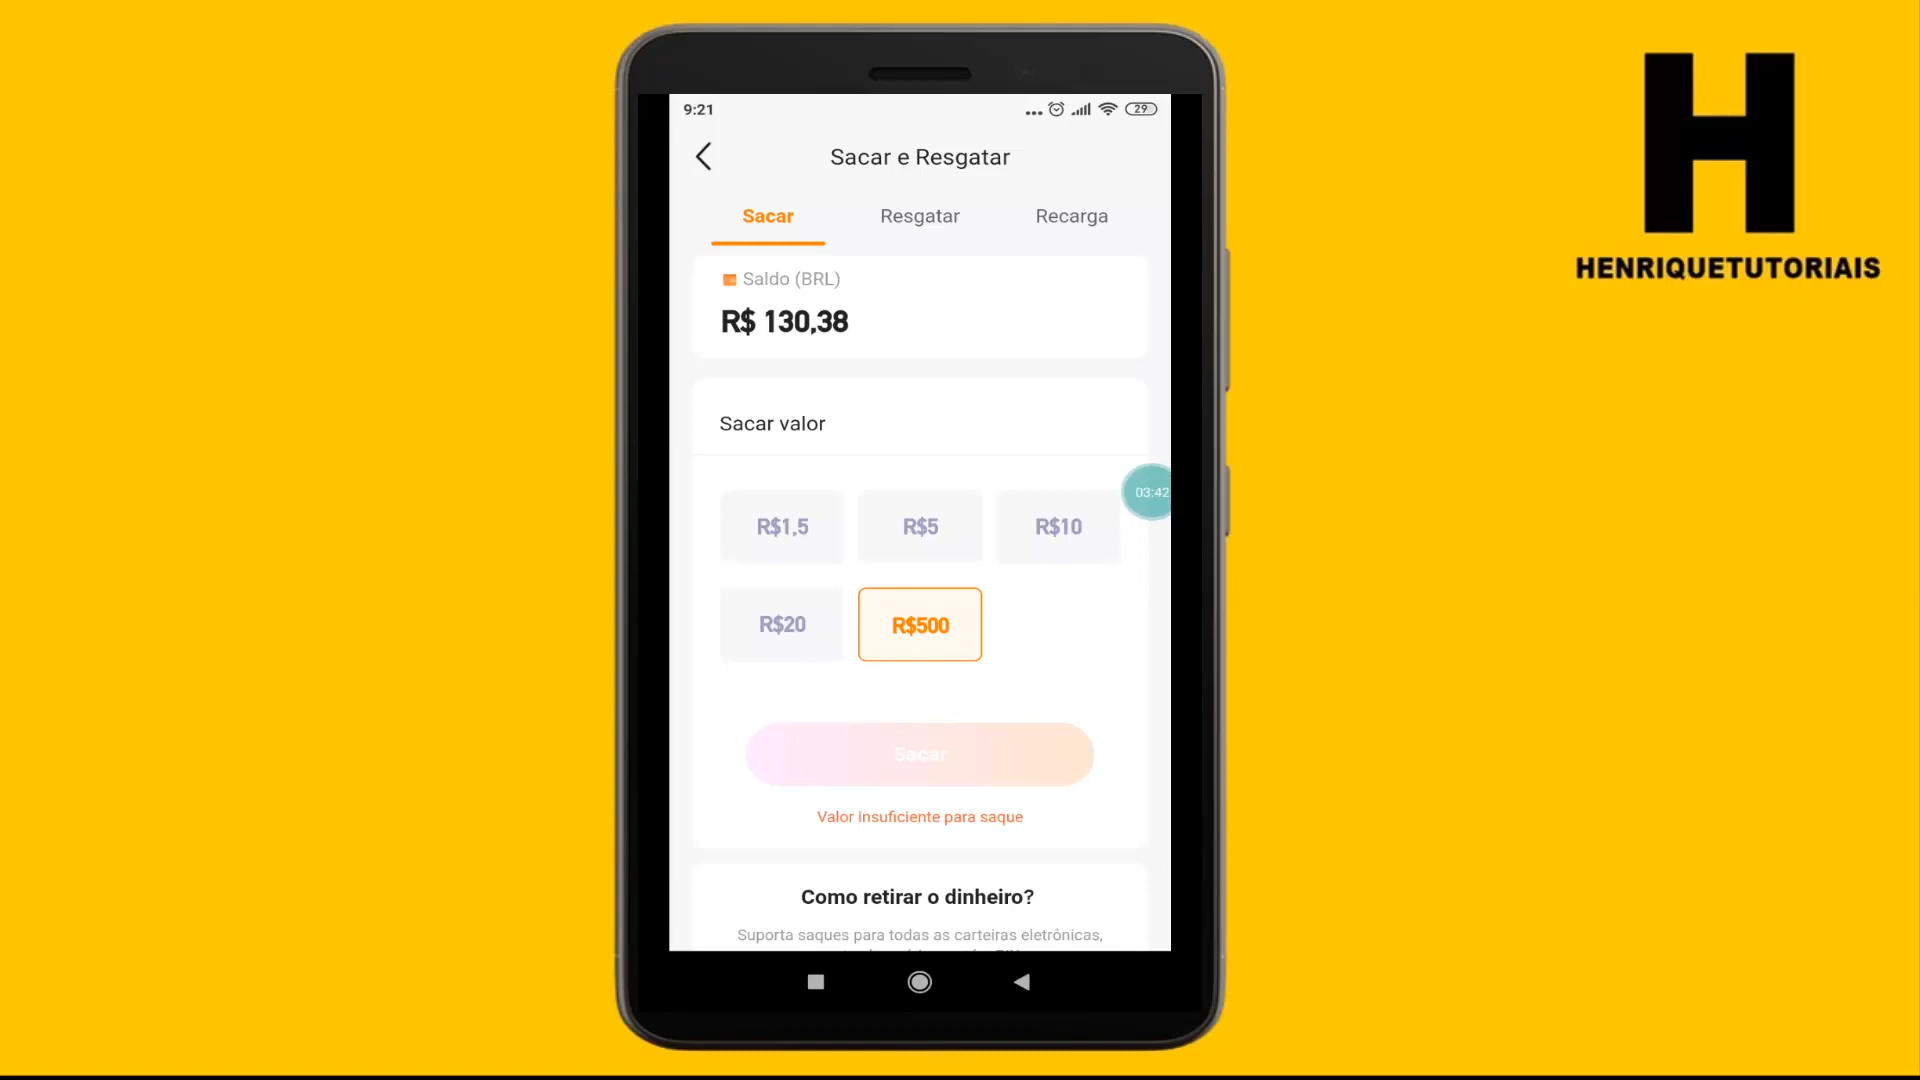 9:21
29
Sacar e Resgatar
Sacar
Resgatar
Recarga
Saldo (BRL)
R$ 130,38
Sacar valor
R$1,5
R$5
R$10
03:42
R$20
R$500
Sacar
Valor insuficiente para saque
Como retirar o dinheiro?
Suporta saques para todas as carteiras eletrônicas,
H
HENRIQUETUTORIAIS